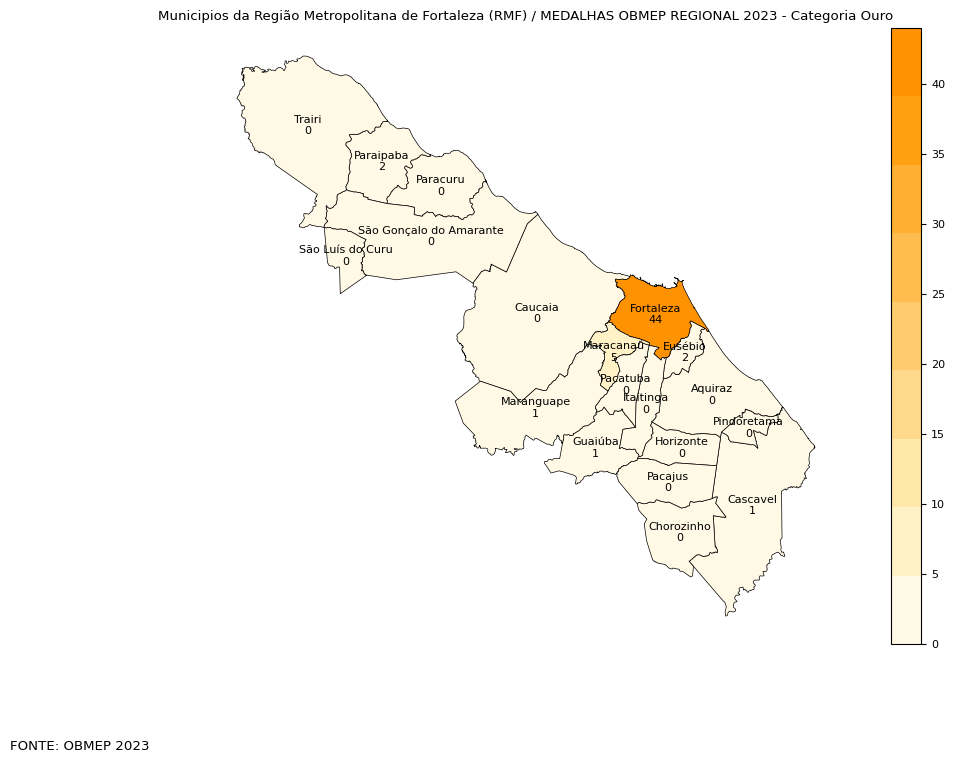 Municipios da Região Metropolitana de Fortaleza (RMF) / MEDALHAS OBMEP REGIONAL 2023 - Categoria Ouro
Trairi
0
Paraipaba
2
Paracuru
0
São Gonçalo do Amarante
0
São Luís do Curu
0
Caucaia
0
Fortaleza
44
Maracanaú
5
Eusébio
2
Pacatuba
0
Itaitinga
0
Aquiraz
0
Maranguape
1
Pindoretama
0
Guaiúba
1
Horizonte
0
Pacajus
0
Cascavel
1
Chorozinho
0
40
35
30
25
20
15
10
5
0
FONTE: OBMEP 2023